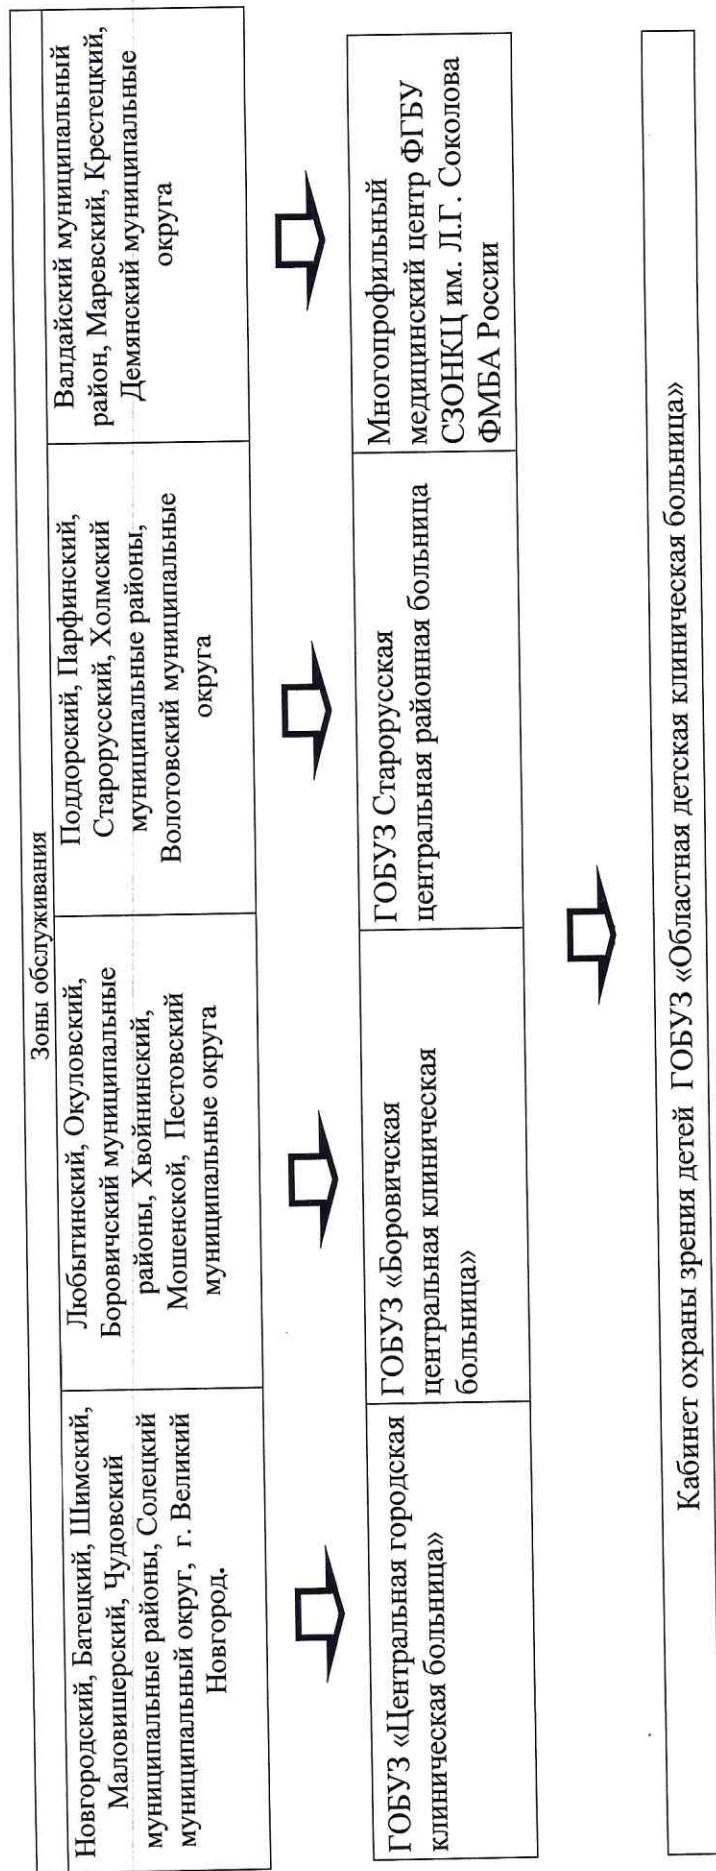 Зоны обслуживания
Новгородский, Батецкий, Шимский,
Маловишерский, Чудовский
муниципальные районы, Солецкий
муниципальный округ, г. Великий
Новгород.
Любытинский, Окуловский,
Боровичский муниципальные
районы, Хвойнинский,
Мошенской, Пестовский
муниципальные округа
Поддорский, Парфинский,
Старорусский, Холмский
муниципальные районы,
Волотовский муниципальные
округа
Валдайский муниципальный
район, Маревский, Крестецкий,
Демянский муниципальные
округа
ГОБУЗ «Центральная городская
клиническая больница»
ГОБУЗ «Боровичская
центральная клиническая
больница»
ГОБУЗ Старорусская
центральная районная больница
Многопрофильный
медицинский центр ФГБУ
СЗОНКЦ им. Л.Г. Соколова
ФМБА России
Кабинет охраны зрения детей ГОБУЗ «Областная детская клиническая больница»